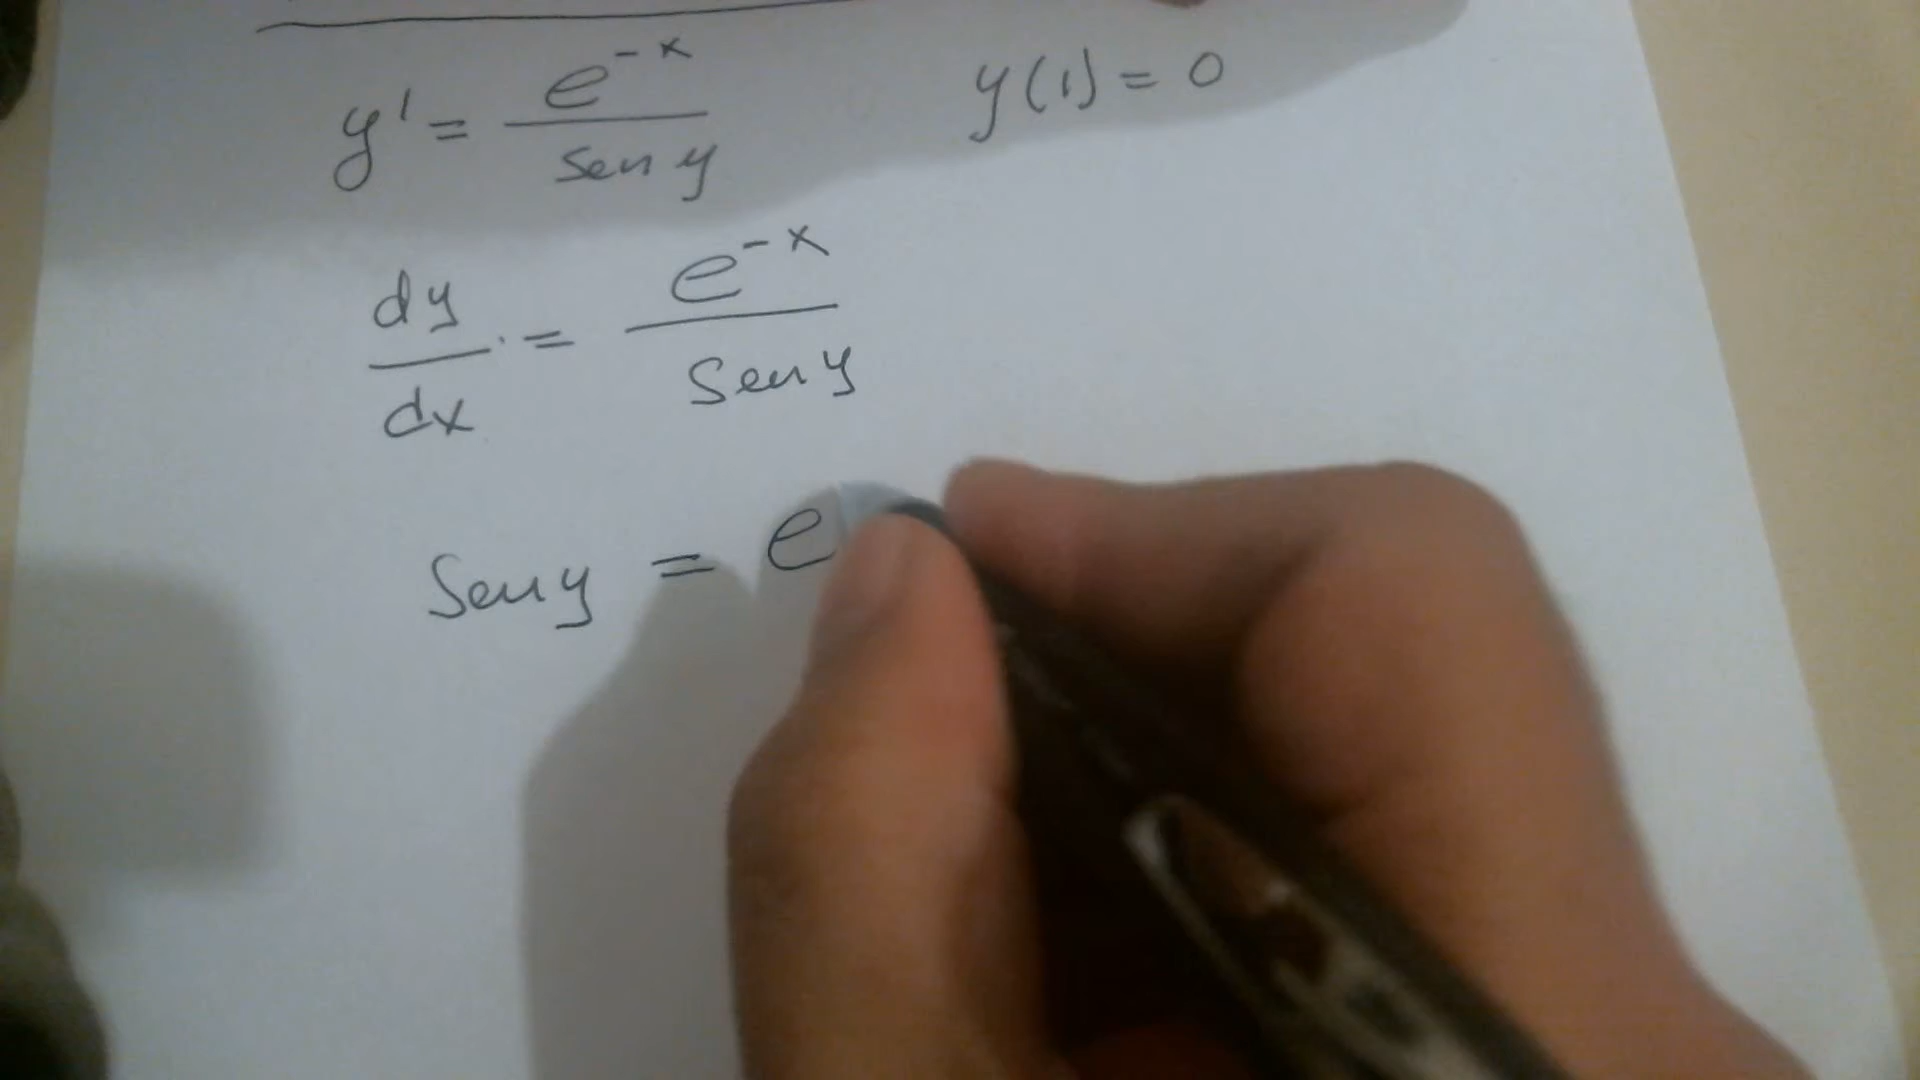 y' = e^{-x} / sen y    y(1) = 0
dy/dx = e^{-x} / sen y
sen y = e